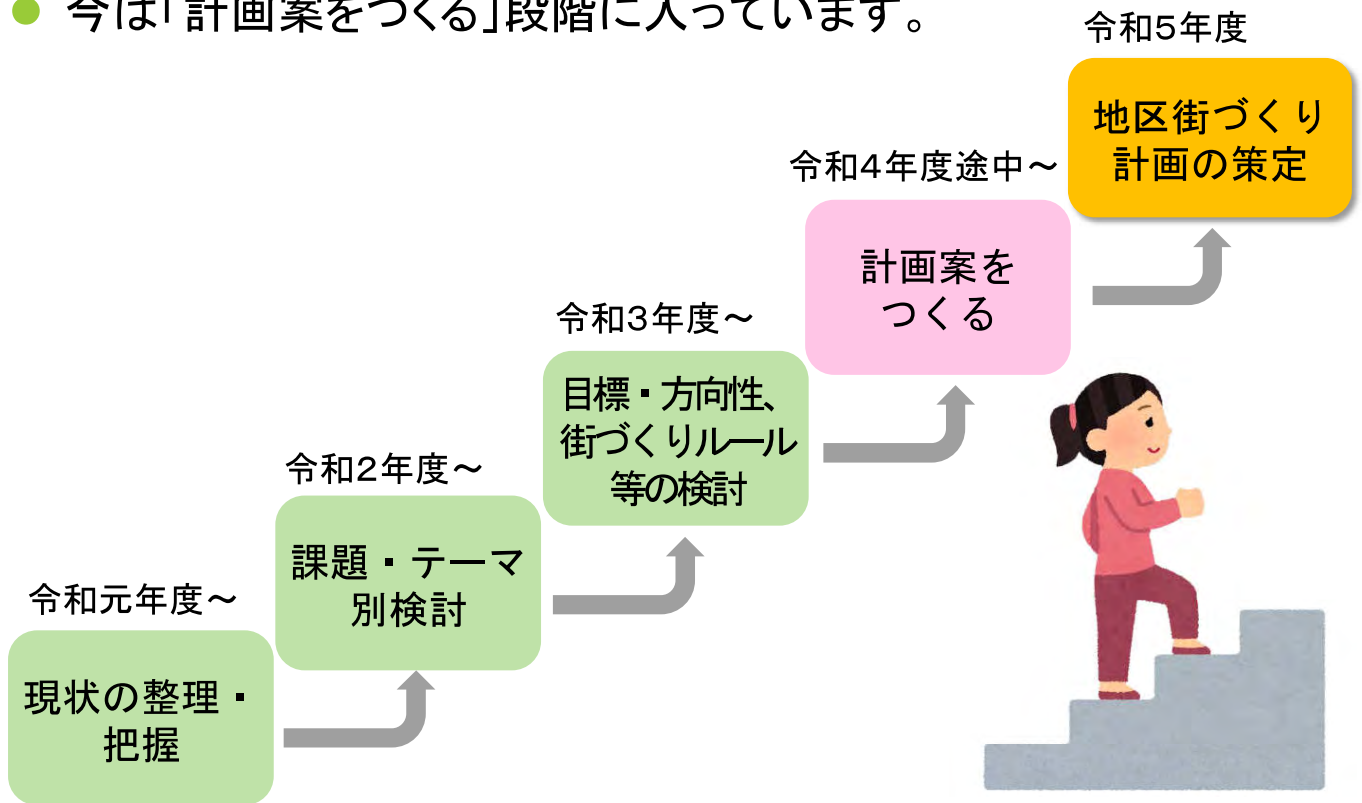 今は「計画案をつくる」段階に入っています。
令和5年度
地区街づくり
計画の策定
令和4年度途中～
計画案を
つくる
令和3年度～
目標・方向性、
街づくりルール
等の検討
令和2年度～
課題・テーマ
別検討
令和元年度～
現状の整理・
把握